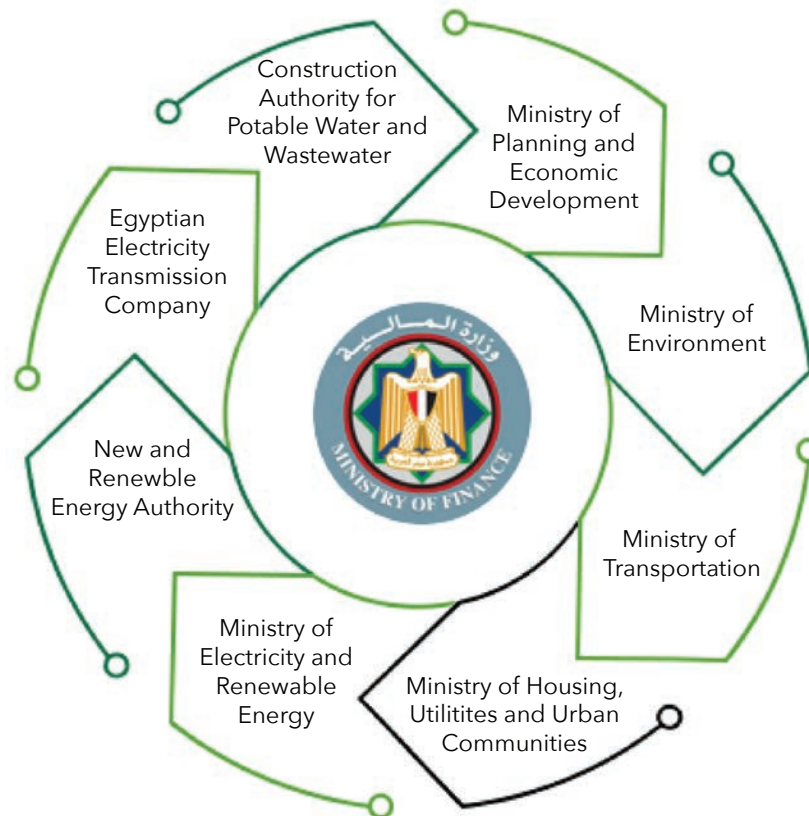 Construction
Authority for
Potable Water and
Wastewater
Ministry of
Planning and
Economic
Development
Ministry of
Environment
Ministry of
Transportation
Ministry of Housing,
Utilitites and Urban
Communities
Ministry of
Electricity and
Renewable
Energy
New and
Renewble
Energy Authority
Egyptian
Electricity
Transmission
Company
وزارة المالية
MINISTRY OF FINANCE